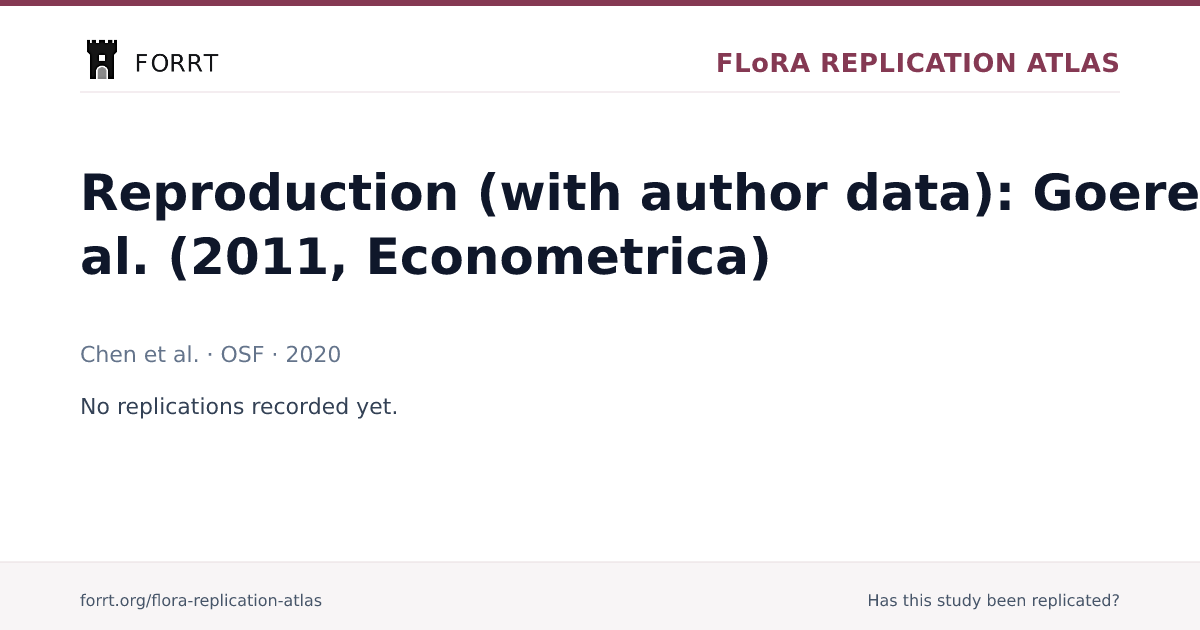 FORRT
FLoRA REPLICATION ATLAS
Reproduction (with author data): Goere
al. (2011, Econometrica)
Chen et al. · OSF · 2020
No replications recorded yet.
forrt.org/flora-replication-atlas
Has this study been replicated?